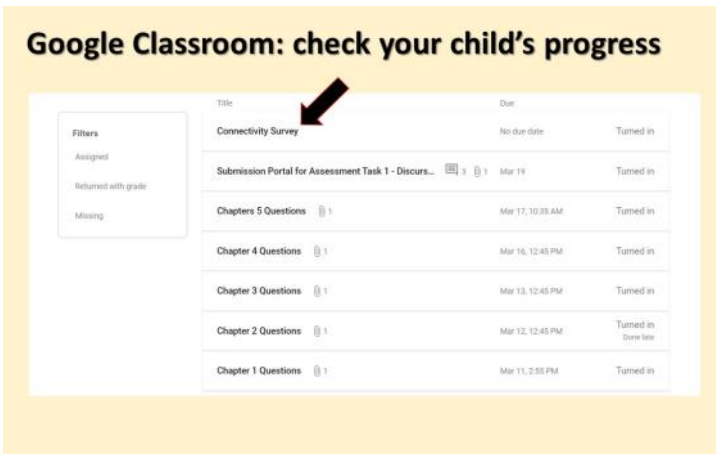 Google Classroom: check your child's progress
Title Due
Filters
Assigned
Returned with grade
Missing
Connectivity Survey No due date Turned in
Submission Portal for Assessment Task 1 - Discurs... 3 1 Mar 19 Turned in
Chapters 5 Questions 1 Mar 17, 10:35 AM Turned in
Chapter 4 Questions 1 Mar 16, 12:45 PM Turned in
Chapter 3 Questions 1 Mar 13, 12:45 PM Turned in
Chapter 2 Questions 1 Mar 12, 12:45 PM Turned in
Done late
Chapter 1 Questions 1 Mar 11, 2:55 PM Turned in